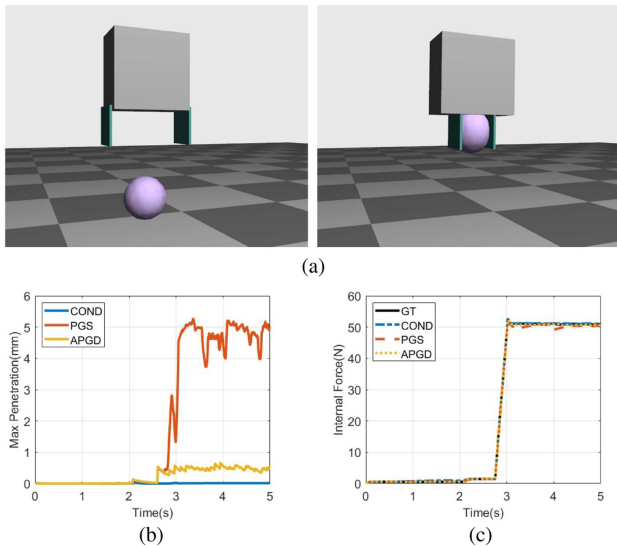 (a)
COND
PGS
APGD
Max Penetration(mm)
6
5
4
3
2
1
0
0 1 2 3 4 5
Time(s)
(b)
GT
COND
PGS
APGD
Internal Force(N)
60
50
40
30
20
10
0
0 1 2 3 4 5
Time(s)
(c)